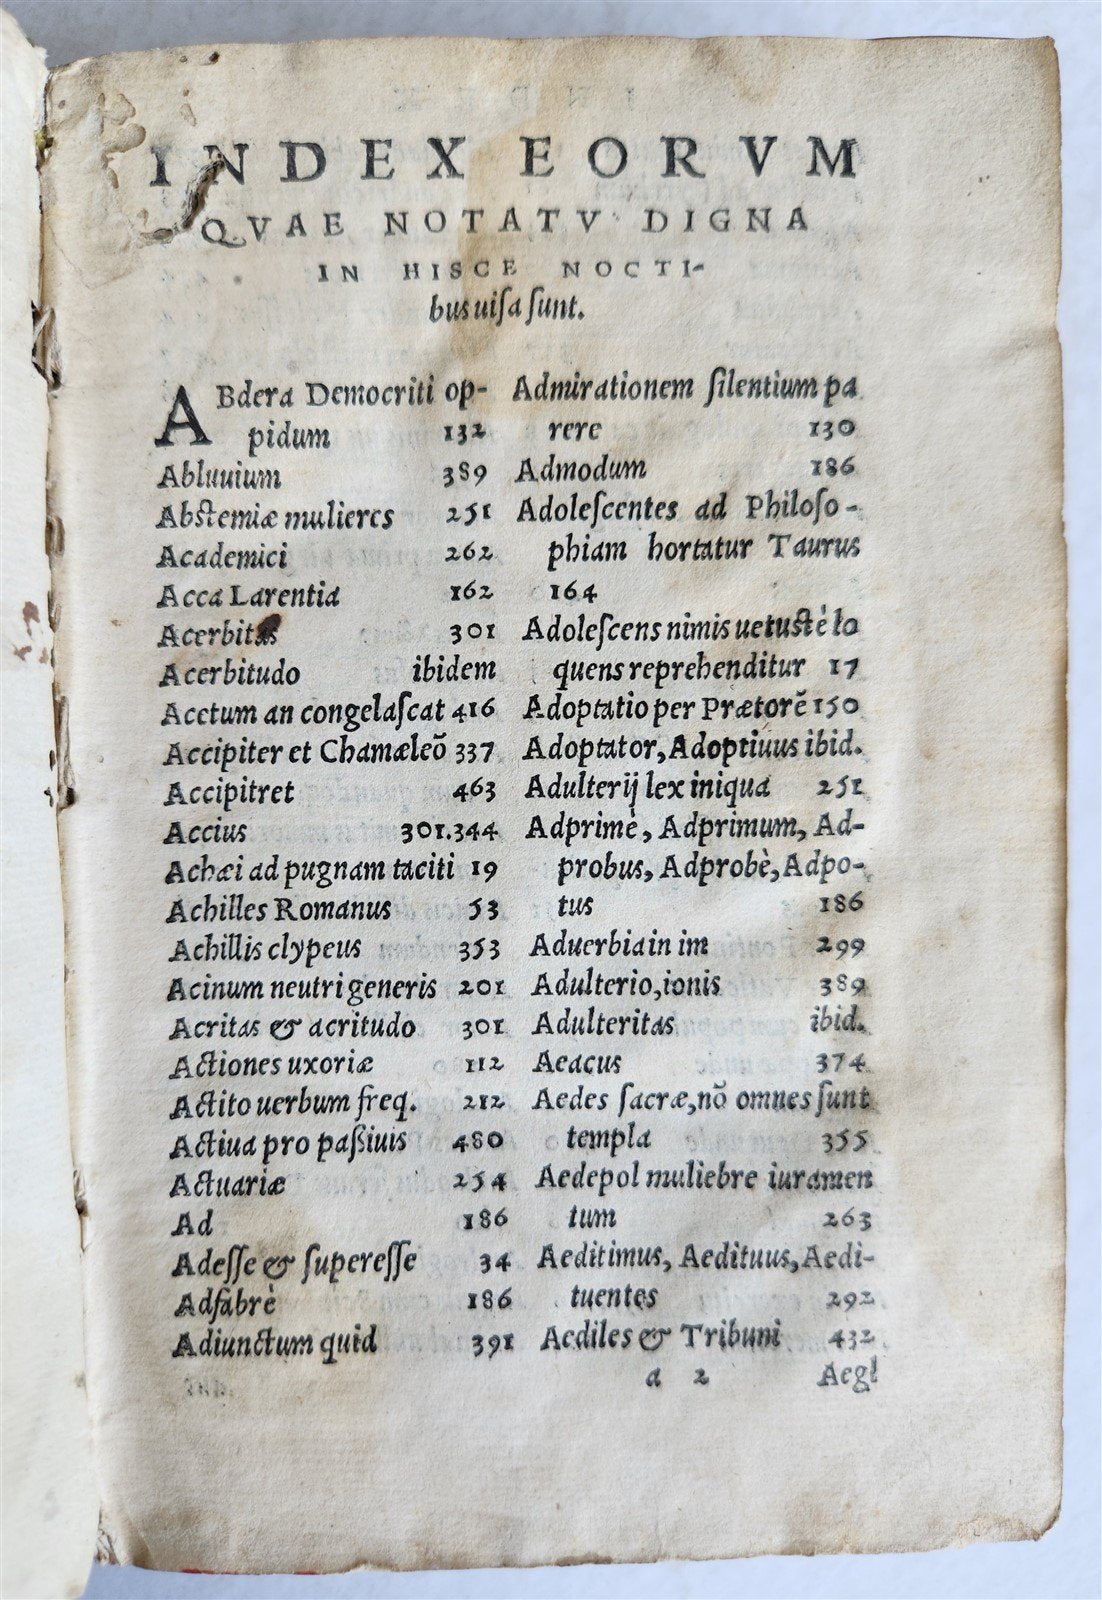 INDEX EORVM
QVAE NOTATV DIGNA
IN HISCE NOCTI-
bus uiſa ſunt.
ABdera Democriti op-
pidum 132
Abluuium 389
Abstemiæ mulieres 251
Academici 262
Acca Larentia 162
Acerbitas 301
Acerbitudo ibidem
Acetum an congelaſcat 416
Accipiter et Chamæleõ 337
Accipitret 463
Accius 301.344
Achæi ad pugnam taciti 19
Achilles Romanus 53
Achillis clypeus 353
Acinum neutri generis 201
Acritas & acritudo 301
Actiones uxoriæ 112
Actito uerbum freq. 212
Actiua pro paſsiuis 480
Actuariæ 254
Ad 186
Adeſſe & ſupereſſe 34
Adfabrè 186
Adiunctum quid 391
Admirationem ſilentium pa
rere 130
Admodum 186
Adoleſcentes ad Philoſo-
phiam hortatur Taurus
164
Adoleſcens nimis uetustè lo
quens reprehenditur 17
Adoptatio per Prætorẽ 150
Adoptator, Adoptiuus ibid.
Adulterij lex iniqua 251
Adprimè, Adprimum, Ad-
probus, Adprobè, Adpo-
tus 186
Aduerbia in im 299
Adulterio, ionis 389
Adulteritas ibid.
Aeacus 374
Aedes ſacræ, nõ omnes ſunt
templa 355
Aedepol muliebre iuramen
tum 263
Aeditimus, Aedituus, Aedi-
tuentes 292
Aediles & Tribuni 432
a 2 Aegl